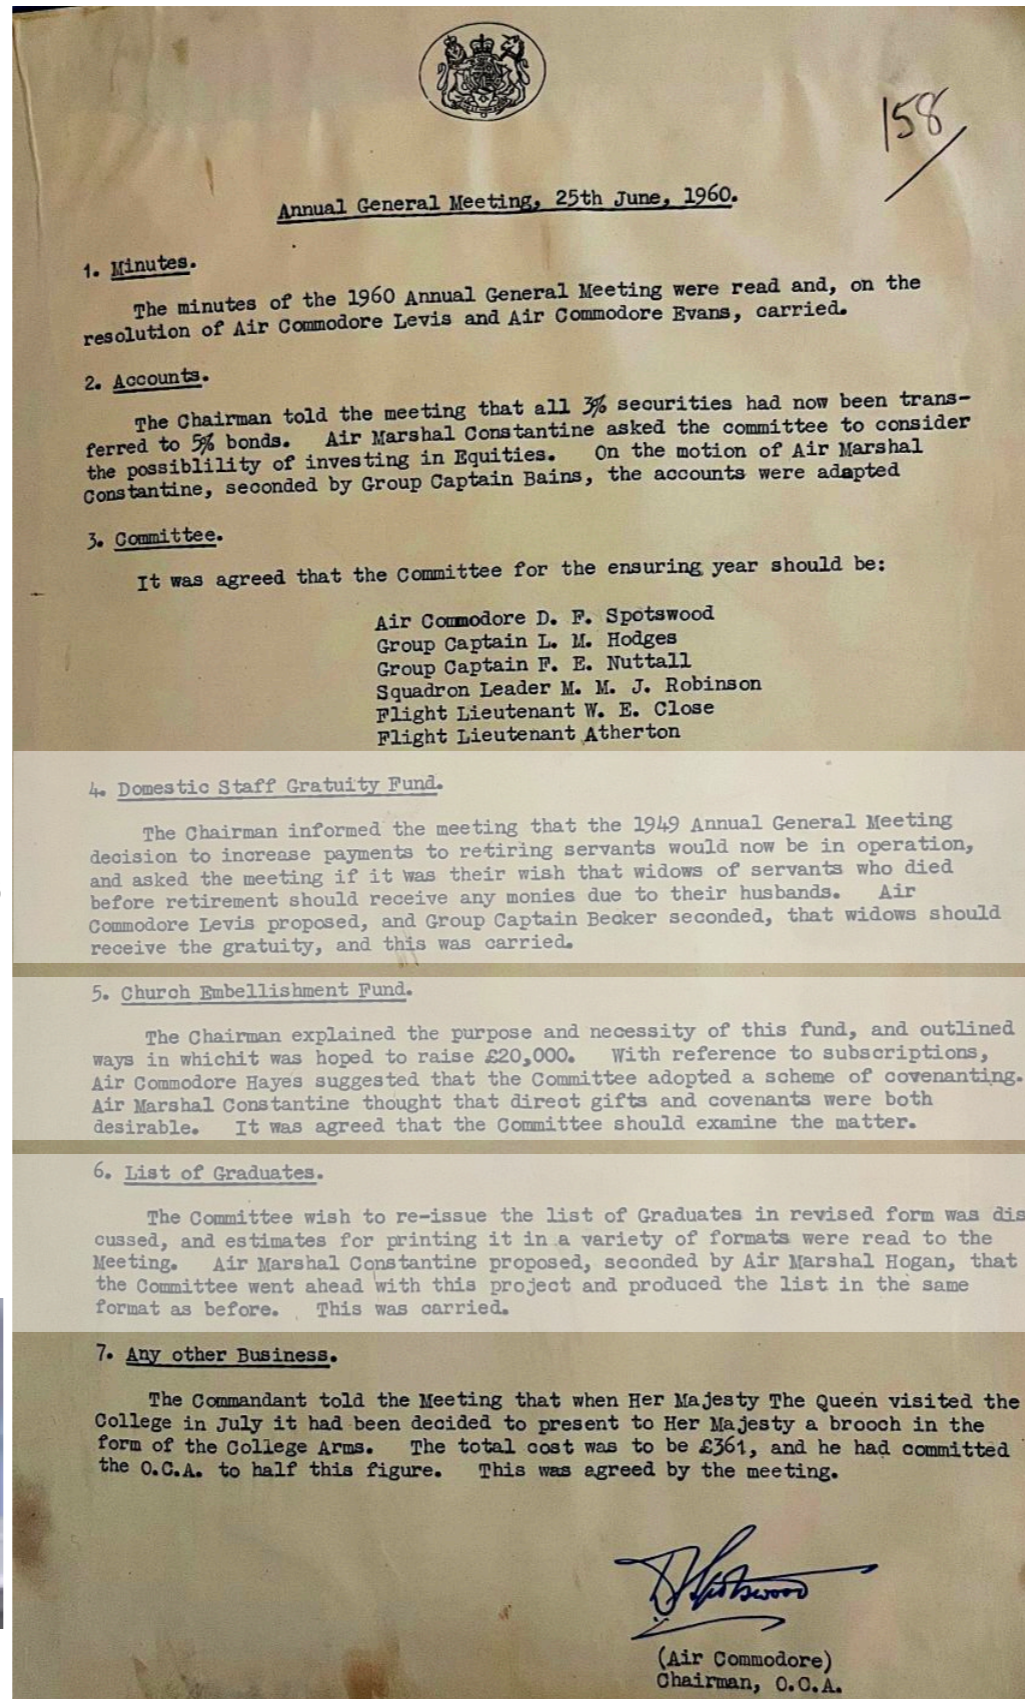 158
Annual General Meeting, 25th June, 1960.
1. Minutes.
The minutes of the 1960 Annual General Meeting were read and, on the
resolution of Air Commodore Levis and Air Commodore Evans, carried.
2. Accounts.
The Chairman told the meeting that all 3% securities had now been trans-
ferred to 5% bonds. Air Marshal Constantine asked the committee to consider
the possiblility of investing in Equities. On the motion of Air Marshal
Constantine, seconded by Group Captain Bains, the accounts were adapted
3. Committee.
It was agreed that the Committee for the ensuring year should be:
Air Commodore D. F. Spotswood
Group Captain L. M. Hodges
Group Captain F. E. Nuttall
Squadron Leader M. M. J. Robinson
Flight Lieutenant W. E. Close
Flight Lieutenant Atherton
4. Domestic Staff Gratuity Fund.
The Chairman informed the meeting that the 1949 Annual General Meeting
decision to increase payments to retiring servants would now be in operation,
and asked the meeting if it was their wish that widows of servants who died
before retirement should receive any monies due to their husbands. Air
Commodore Levis proposed, and Group Captain Becker seconded, that widows should
receive the gratuity, and this was carried.
5. Church Embellishment Fund.
The Chairman explained the purpose and necessity of this fund, and outlined
ways in whichit was hoped to raise £20,000. With reference to subscriptions,
Air Commodore Hayes suggested that the Committee adopted a scheme of covenanting.
Air Marshal Constantine thought that direct gifts and covenants were both
desirable. It was agreed that the Committee should examine the matter.
6. List of Graduates.
The Committee wish to re-issue the list of Graduates in revised form was dis
cussed, and estimates for printing it in a variety of formats were read to the
Meeting. Air Marshal Constantine proposed, seconded by Air Marshal Hogan, that
the Committee went ahead with this project and produced the list in the same
format as before. This was carried.
7. Any other Business.
The Commandant told the Meeting that when Her Majesty The Queen visited the
College in July it had been decided to present to Her Majesty a brooch in the
form of the College Arms. The total cost was to be £361, and he had committed
the O.C.A. to half this figure. This was agreed by the meeting.
D Spotswood
(Air Commodore)
Chairman, O.C.A.